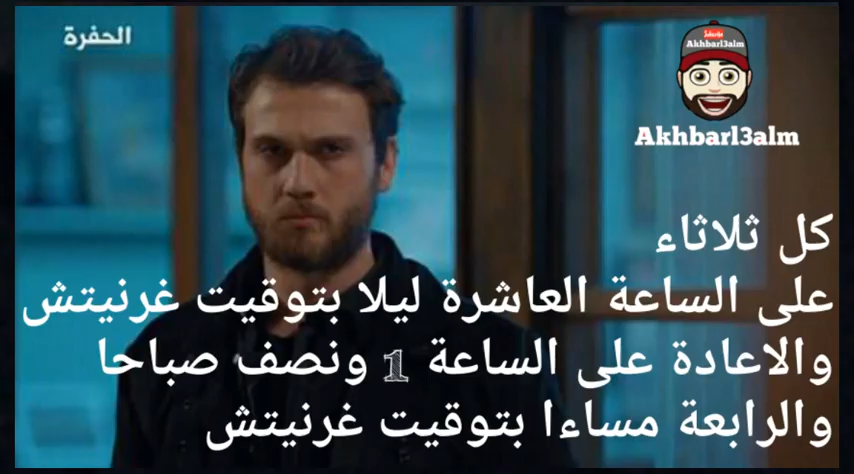 الحفرة
Akhbarl3alm
Akhbarl3alm
كل ثلاثاء
على الساعة العاشرة ليلا بتوقيت غرنيتش
والاعادة على الساعة 1 ونصف صباحا
والرابعة مساءا بتوقيت غرنيتش